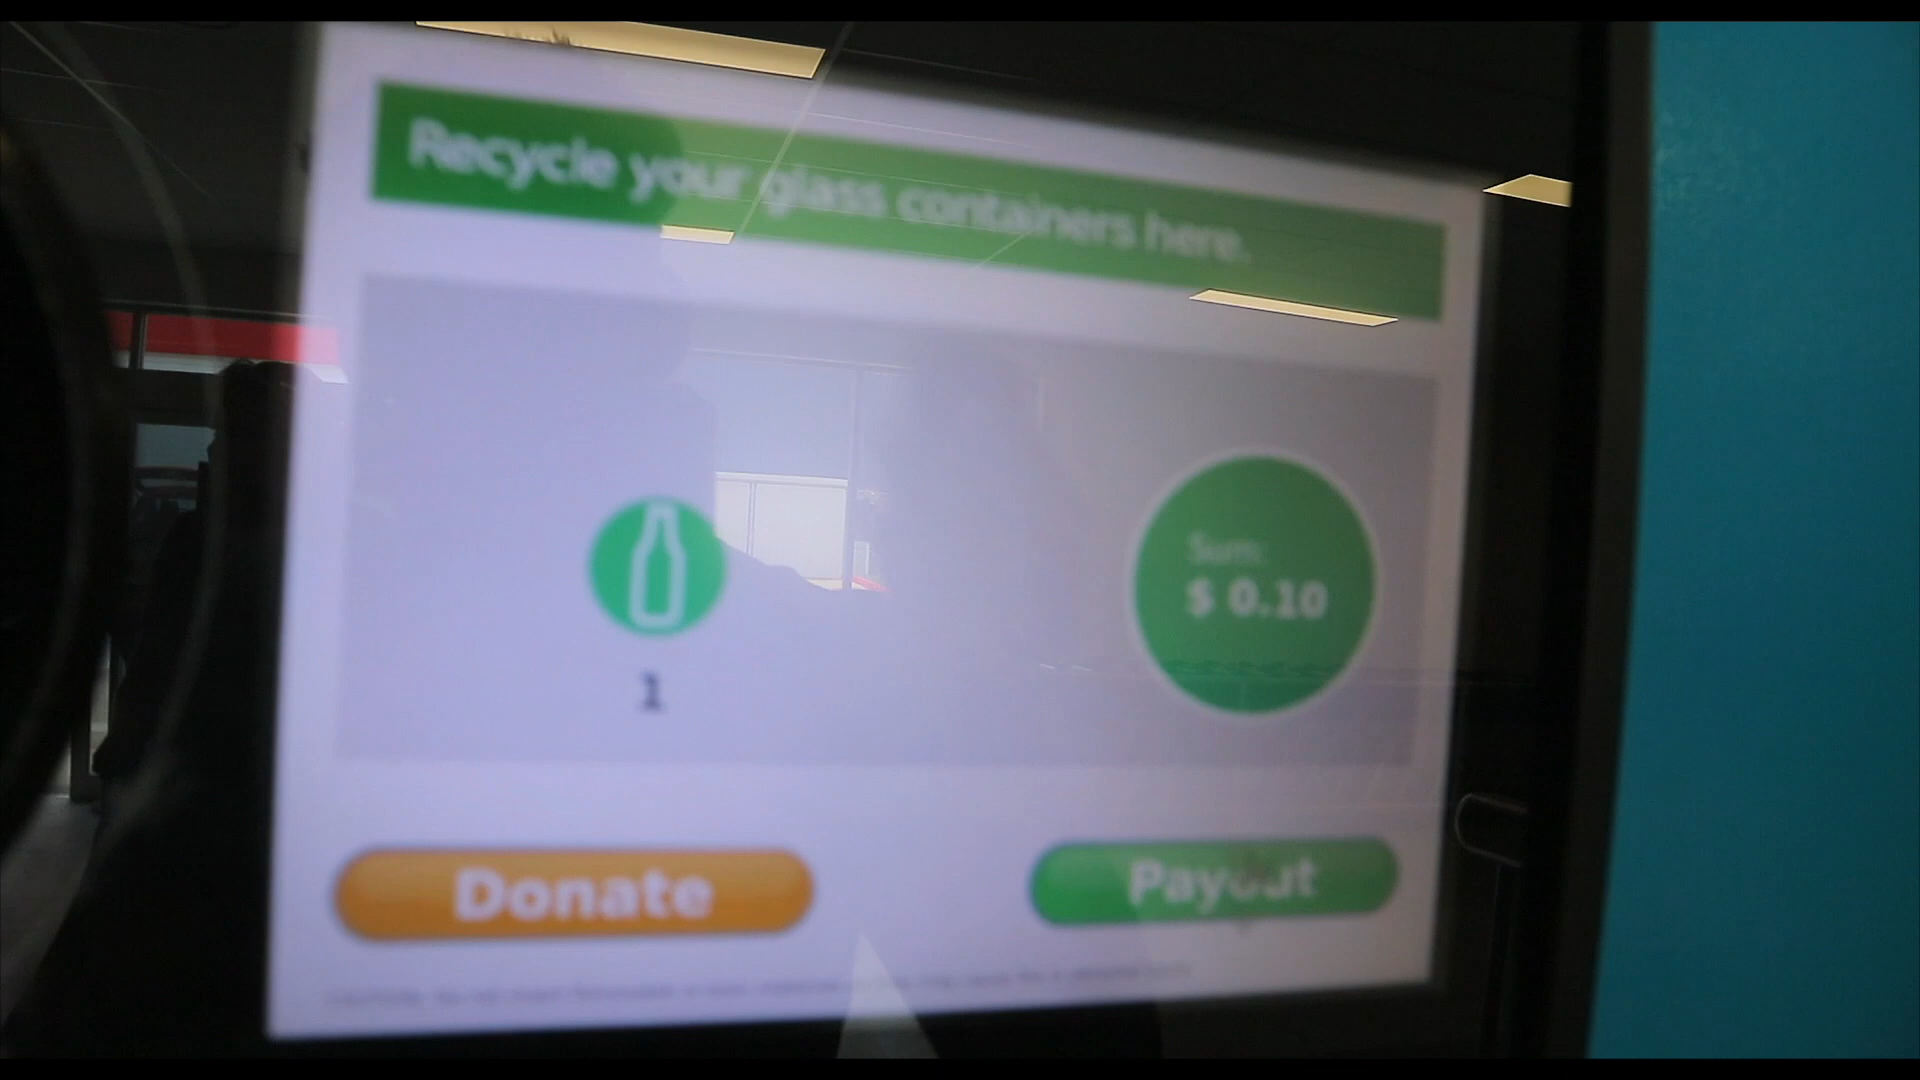 Recycle your glass containers here.
Sum:
$ 0.10
1
Donate
Payout